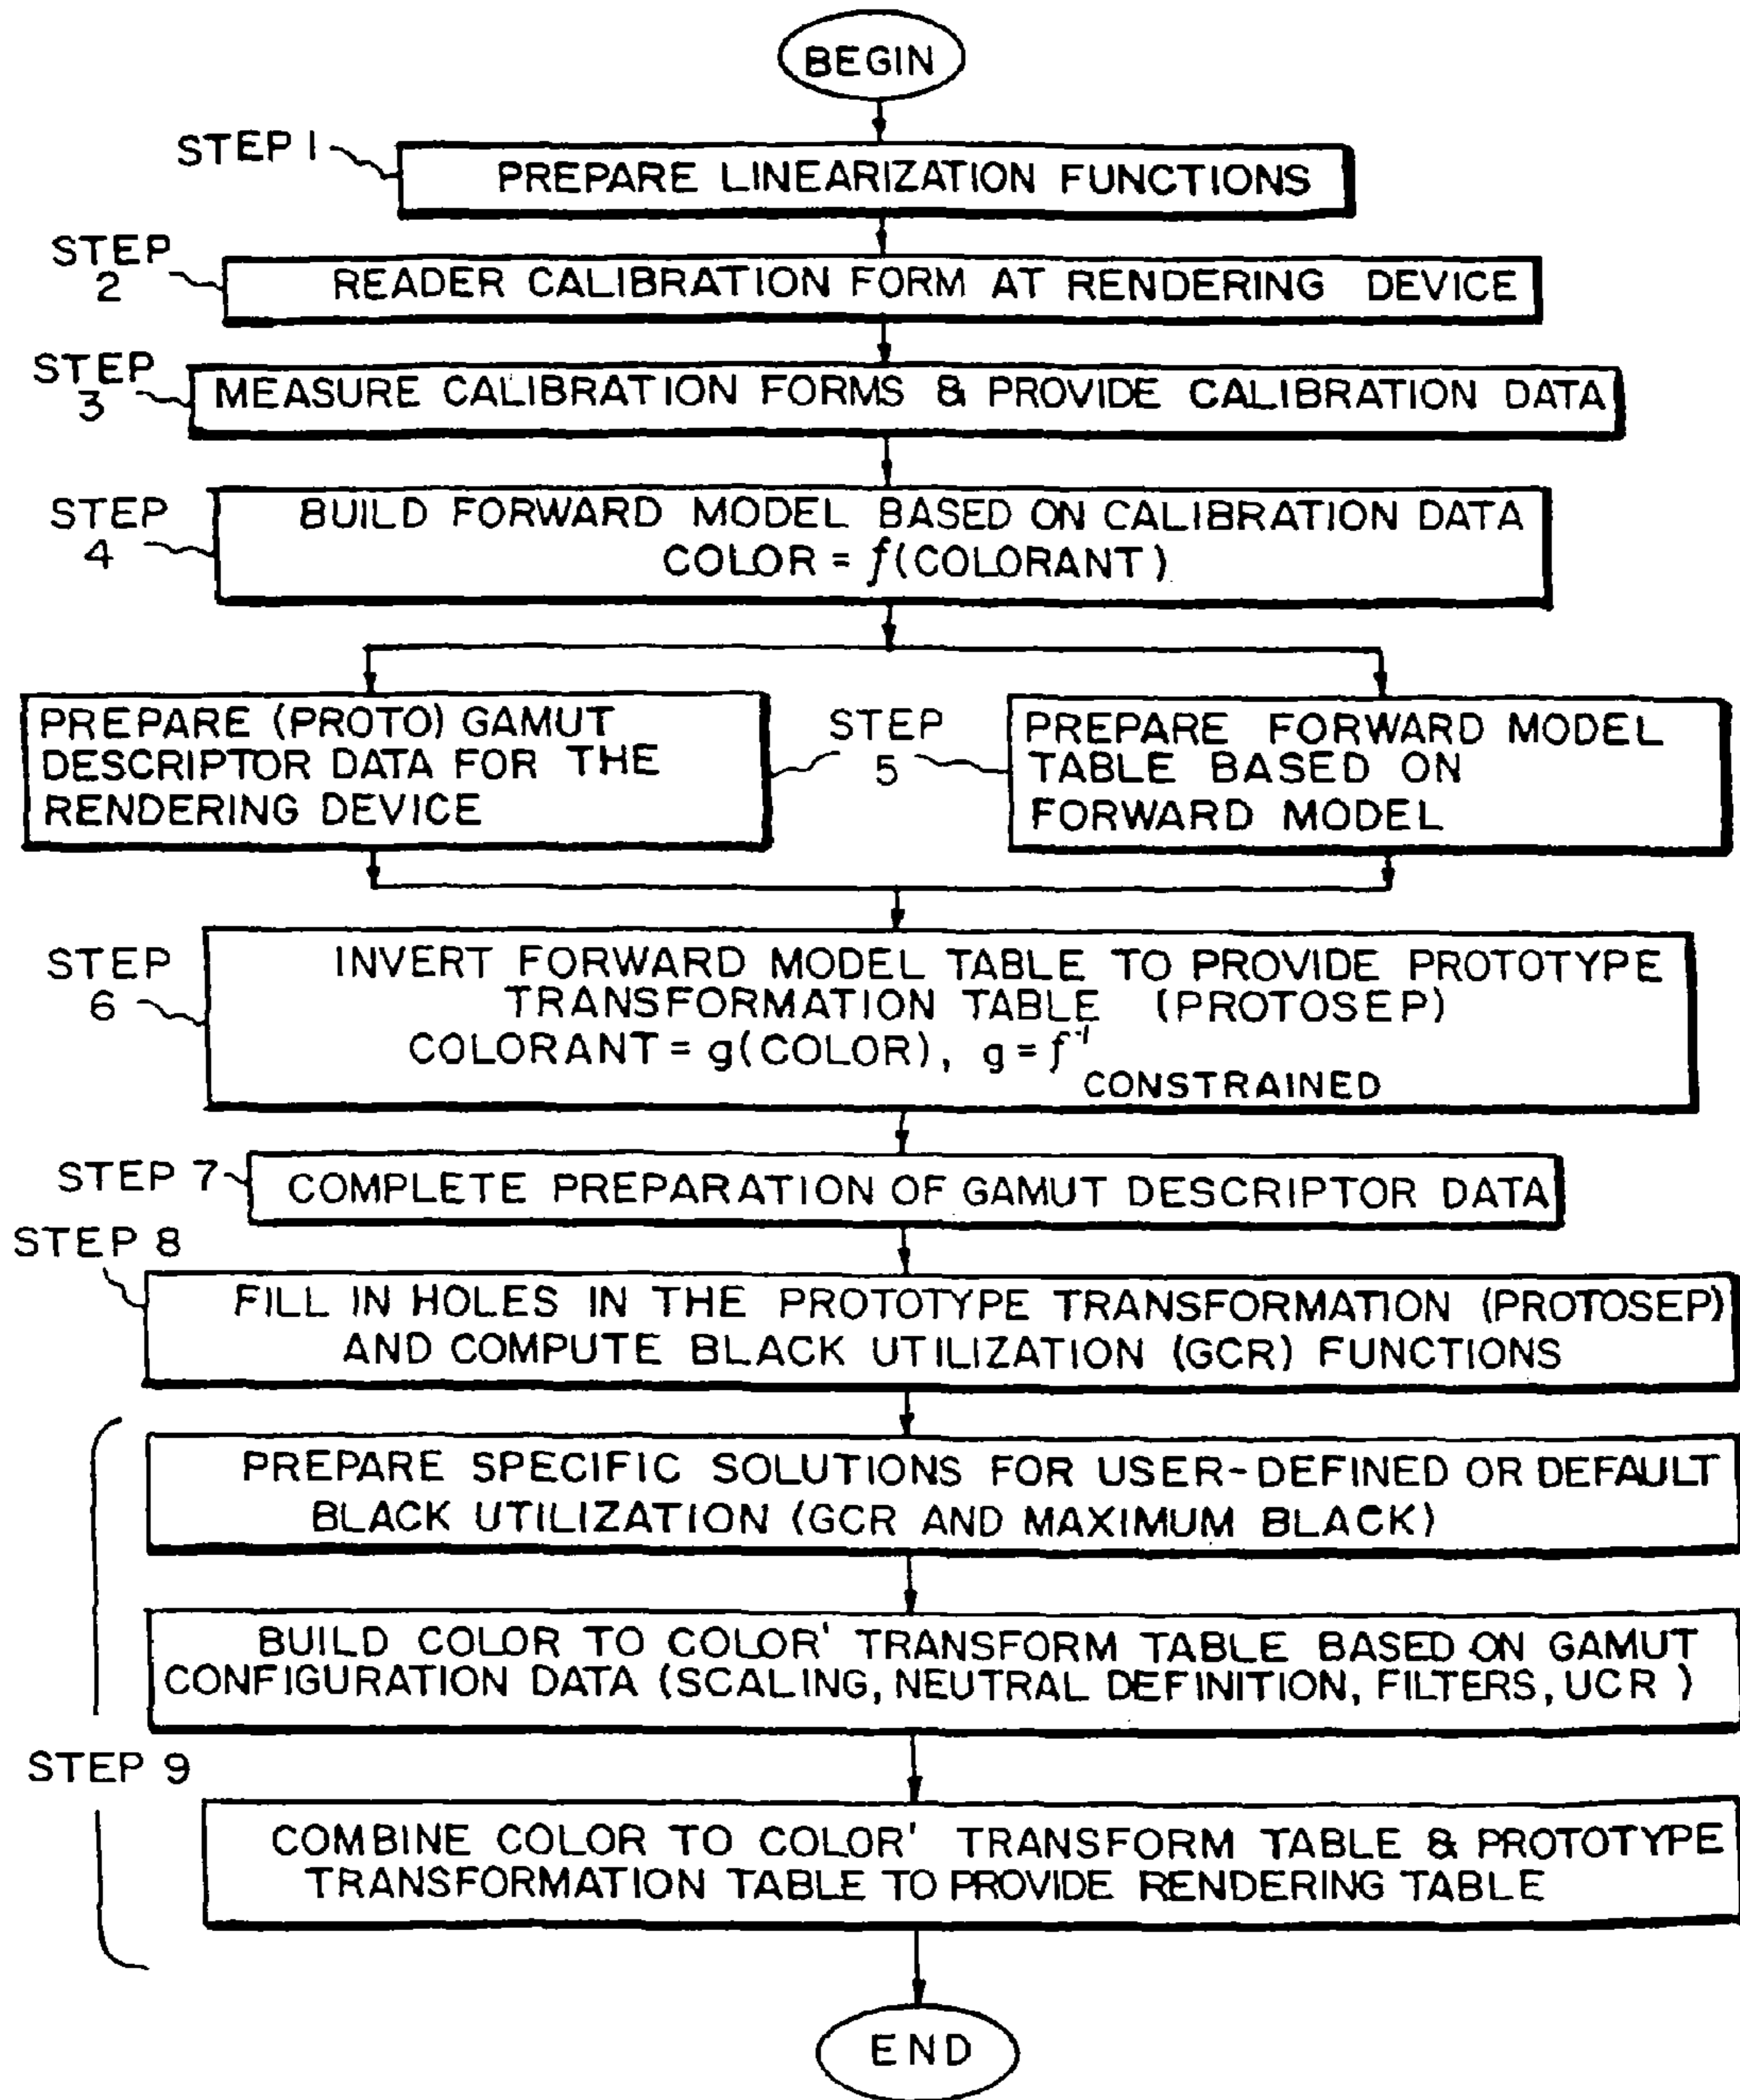 BEGIN
STEP 1
PREPARE LINEARIZATION FUNCTIONS
STEP
2
READER CALIBRATION FORM AT RENDERING DEVICE
STEP
3
MEASURE CALIBRATION FORMS & PROVIDE CALIBRATION DATA
STEP
4
BUILD FORWARD MODEL BASED ON CALIBRATION DATA
COLOR = f(COLORANT)
PREPARE (PROTO) GAMUT
DESCRIPTOR DATA FOR THE
RENDERING DEVICE
STEP
5
PREPARE FORWARD MODEL
TABLE BASED ON
FORWARD MODEL
STEP
6
INVERT FORWARD MODEL TABLE TO PROVIDE PROTOTYPE
TRANSFORMATION TABLE (PROTOSEP)
COLORANT = g(COLOR), g = f⁻¹
CONSTRAINED
STEP 7
COMPLETE PREPARATION OF GAMUT DESCRIPTOR DATA
STEP 8
FILL IN HOLES IN THE PROTOTYPE TRANSFORMATION (PROTOSEP)
AND COMPUTE BLACK UTILIZATION (GCR) FUNCTIONS
PREPARE SPECIFIC SOLUTIONS FOR USER-DEFINED OR DEFAULT
BLACK UTILIZATION (GCR AND MAXIMUM BLACK)
BUILD COLOR TO COLOR' TRANSFORM TABLE BASED ON GAMUT
CONFIGURATION DATA (SCALING, NEUTRAL DEFINITION, FILTERS, UCR)
STEP 9
COMBINE COLOR TO COLOR' TRANSFORM TABLE & PROTOTYPE
TRANSFORMATION TABLE TO PROVIDE RENDERING TABLE
END